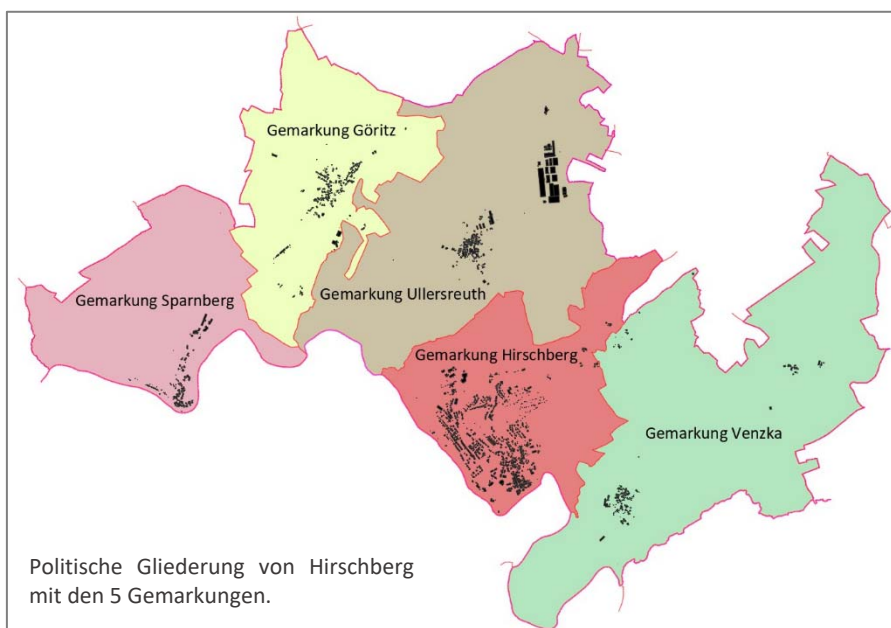 Gemarkung Göritz
Gemarkung Sparnberg
Gemarkung Ullersreuth
Gemarkung Hirschberg
Gemarkung Venzka
Politische Gliederung von Hirschberg
mit den 5 Gemarkungen.